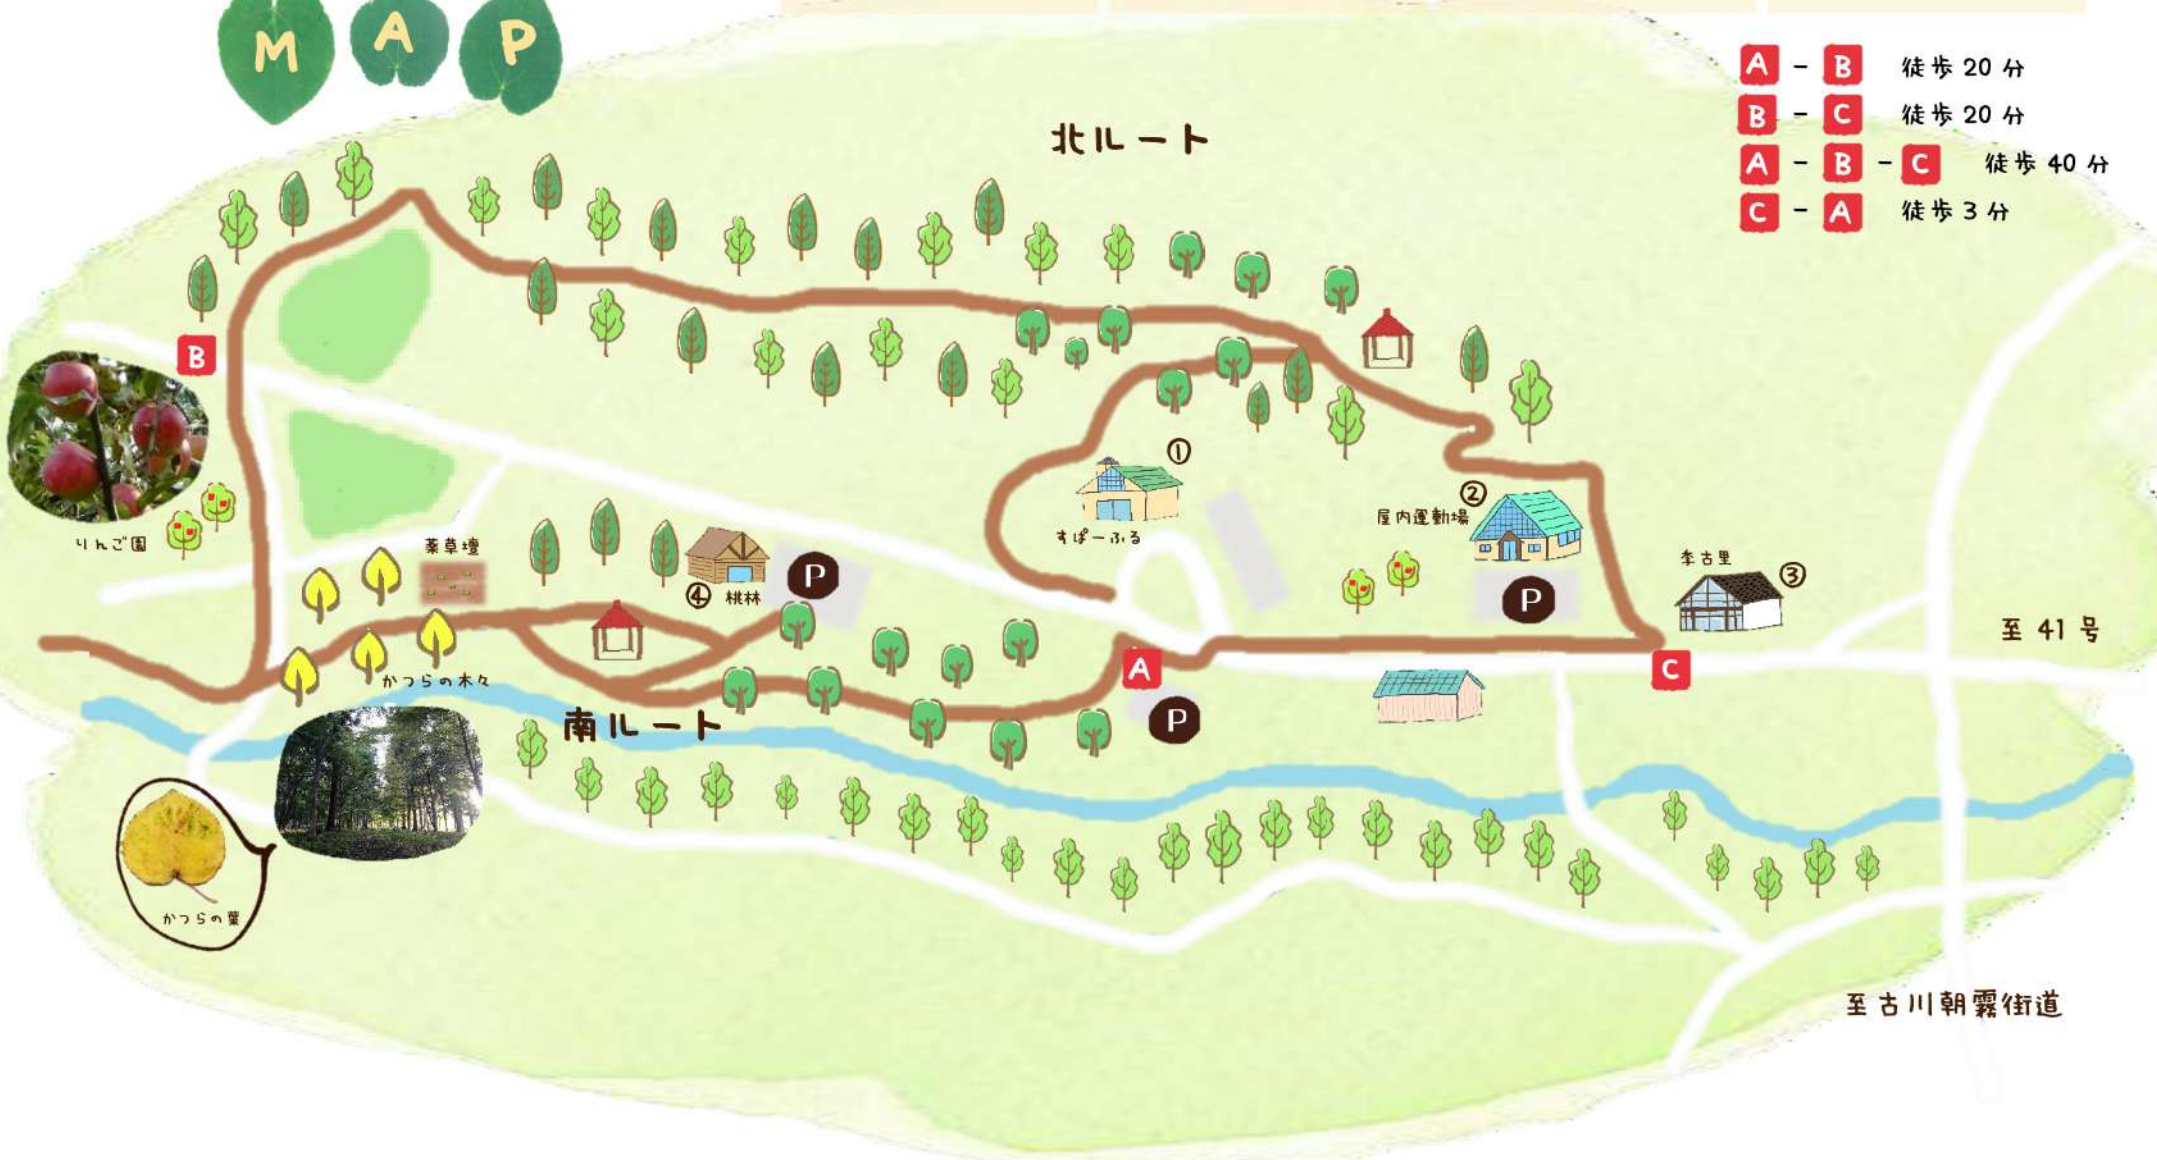 MAP
A - B 徒歩 20 分
B - C 徒歩 20 分
A - B - C 徒歩 40 分
C - A 徒歩 3 分
北ルート
B
りんご園
①
すぱーふる
②
屋内運動場
P
李古里
③
至 41 号
薬草壇
④ 桃林
P
かつらの木々
南ルート
A
P
C
かつらの葉
至古川朝霧街道